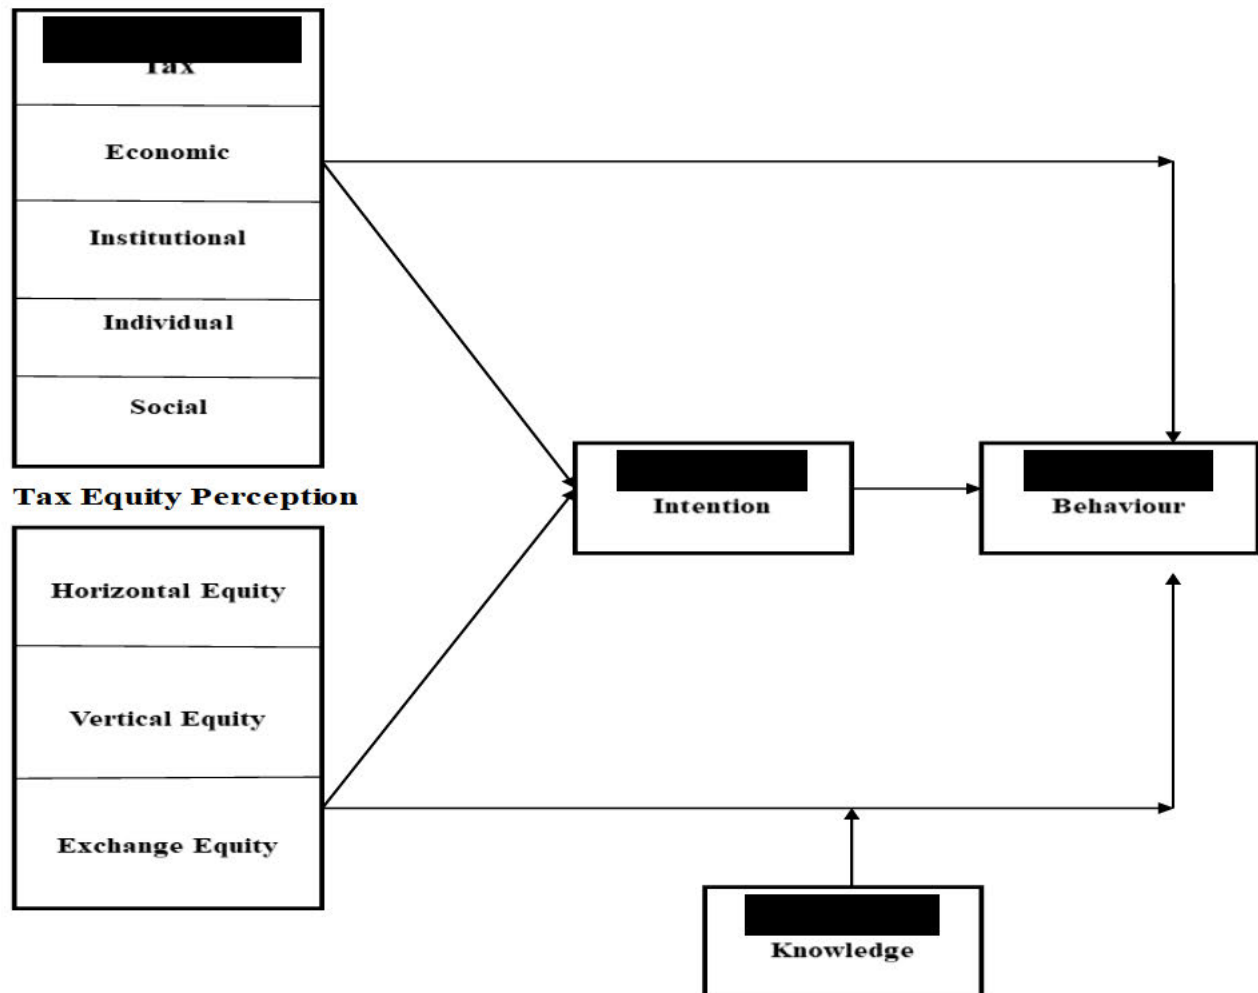 Tax
Economic
Institutional
Individual
Social
Tax Equity Perception
Horizontal Equity
Vertical Equity
Exchange Equity
Intention
Behaviour
Knowledge